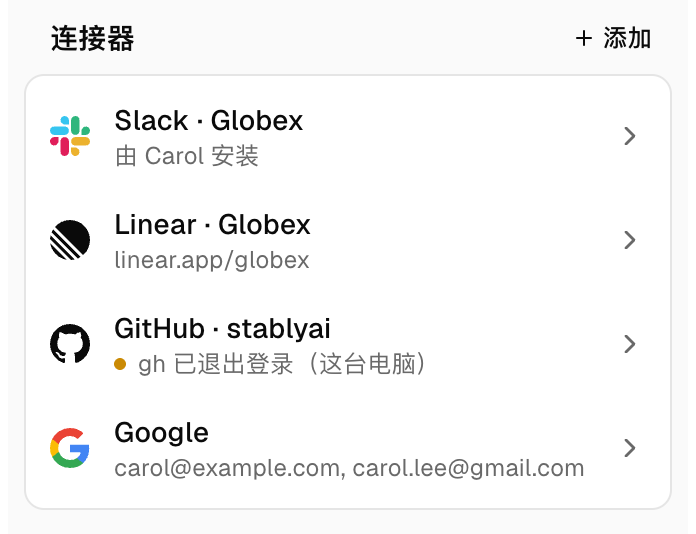 连接器
+ 添加
Slack · Globex
由 Carol 安装
Linear · Globex
linear.app/globex
GitHub · stablyai
gh 已退出登录（这台电脑）
Google
carol@example.com, carol.lee@gmail.com